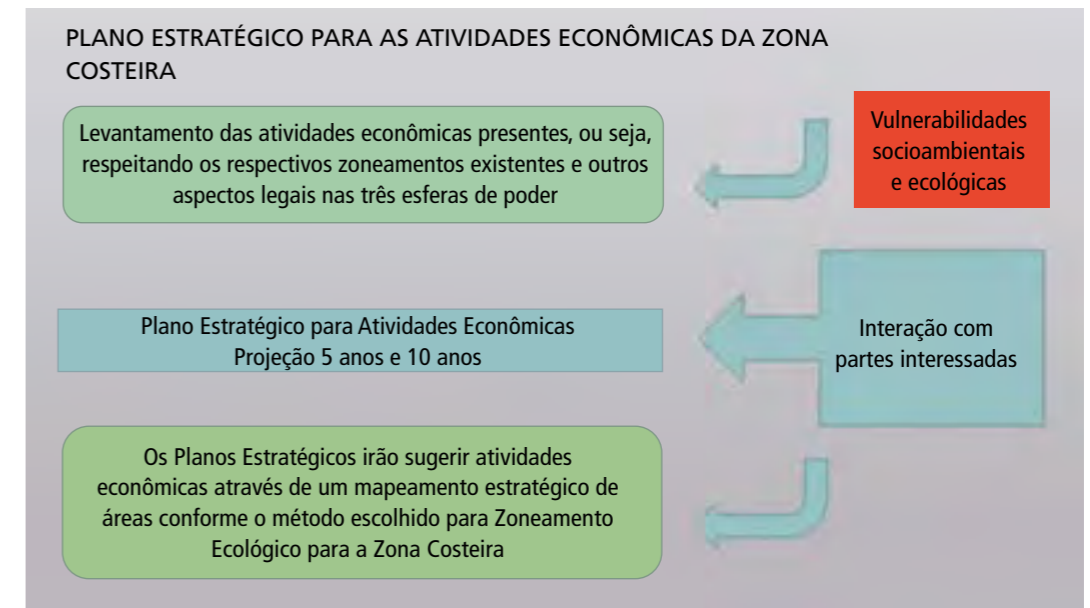 PLANO ESTRATÉGICO PARA AS ATIVIDADES ECONÔMICAS DA ZONA
COSTEIRA
Levantamento das atividades econômicas presentes, ou seja,
respeitando os respectivos zoneamentos existentes e outros
aspectos legais nas três esferas de poder
Vulnerabilidades
socioambientais
e ecológicas
Plano Estratégico para Atividades Econômicas
Projeção 5 anos e 10 anos
Interação com
partes interessadas
Os Planos Estratégicos irão sugerir atividades
econômicas através de um mapeamento estratégico de
áreas conforme o método escolhido para Zoneamento
Ecológico para a Zona Costeira